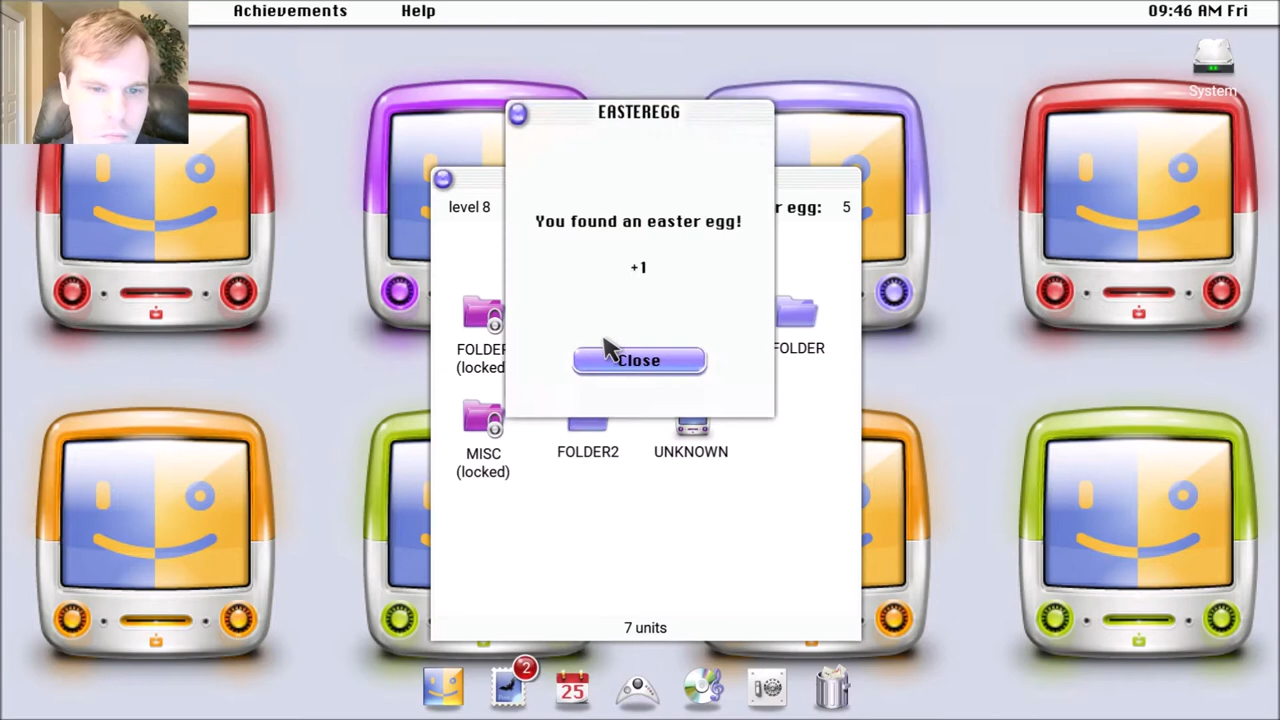 Achievements Help 09:46 AM Fri
System
EASTEREGG
level 8 r egg: 5
You found an easter egg!
+1
FOLDER
(locked
FOLDER
Close
MISC
(locked)
FOLDER2
UNKNOWN
7 units
2
25